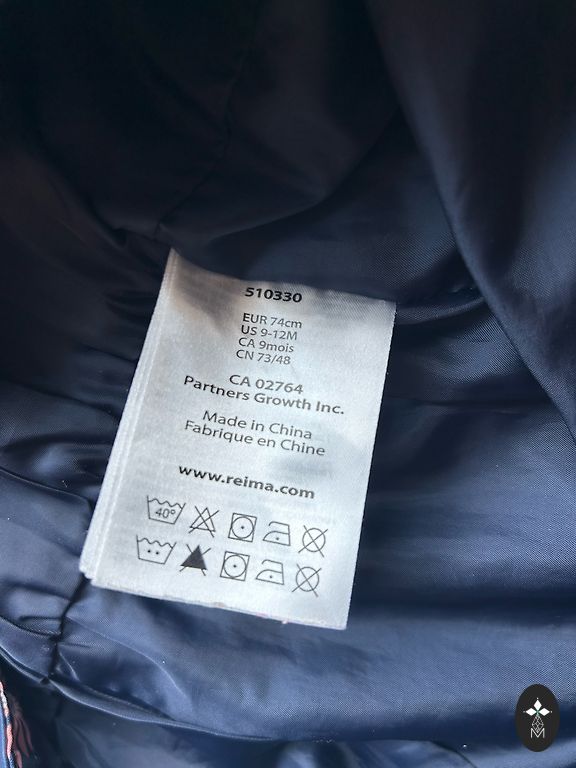 510330
EUR 74cm
US 9-12M
CA 9mois
CN 73/48
CA 02764
Partners Growth Inc.
Made in China
Fabrique en Chine
www.reima.com
40°
M